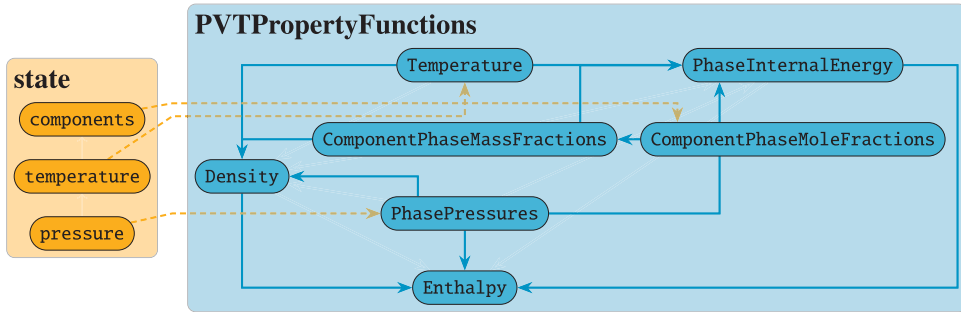 PVTPropertyFunctions
state
Temperature
PhaseInternalEnergy
components
ComponentPhaseMassFractions
ComponentPhaseMoleFractions
temperature
Density
PhasePressures
pressure
Enthalpy